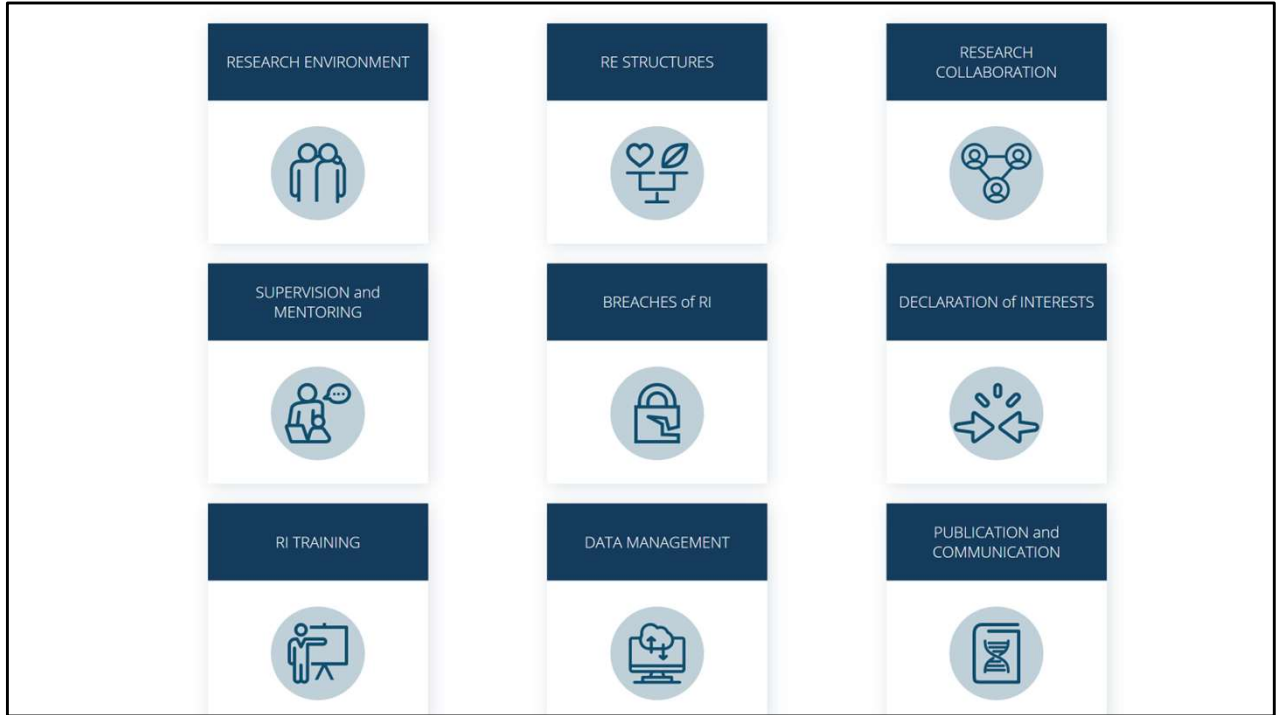 RESEARCH ENVIRONMENT
RE STRUCTURES
RESEARCH
COLLABORATION
SUPERVISION and
MENTORING
BREACHES of RI
DECLARATION of INTERESTS
RI TRAINING
DATA MANAGEMENT
PUBLICATION and
COMMUNICATION